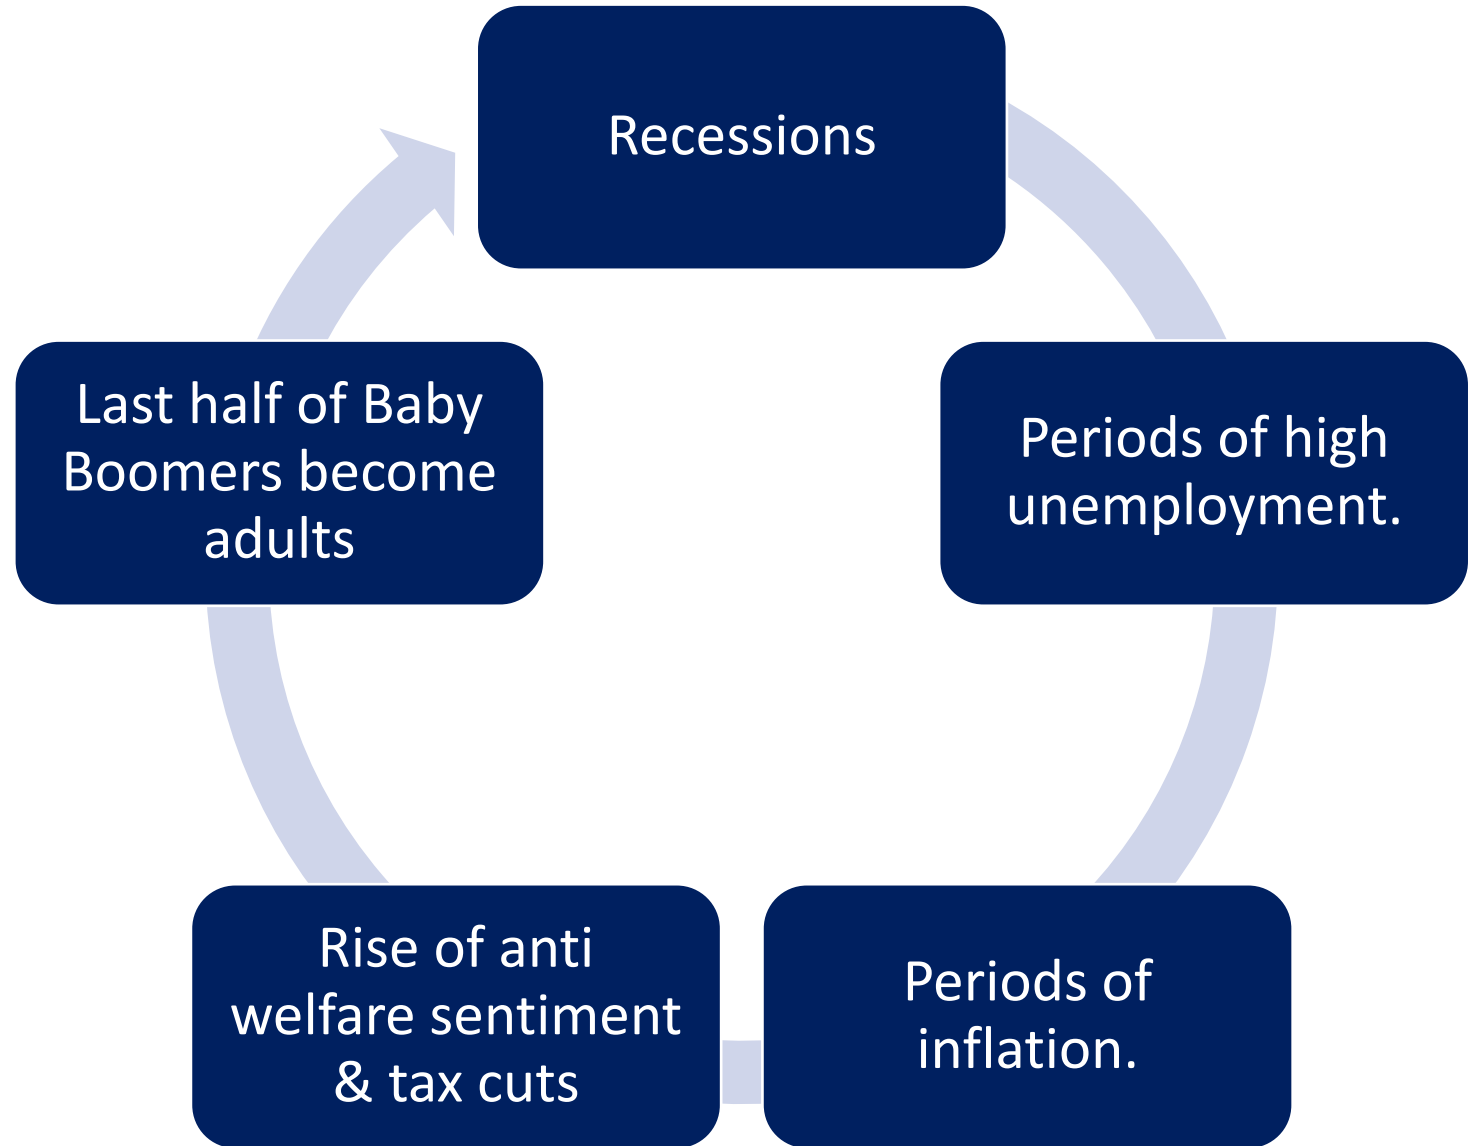 Recessions
Periods of high
unemployment.
Periods of
inflation.
Rise of anti
welfare sentiment
& tax cuts
Last half of Baby
Boomers become
adults